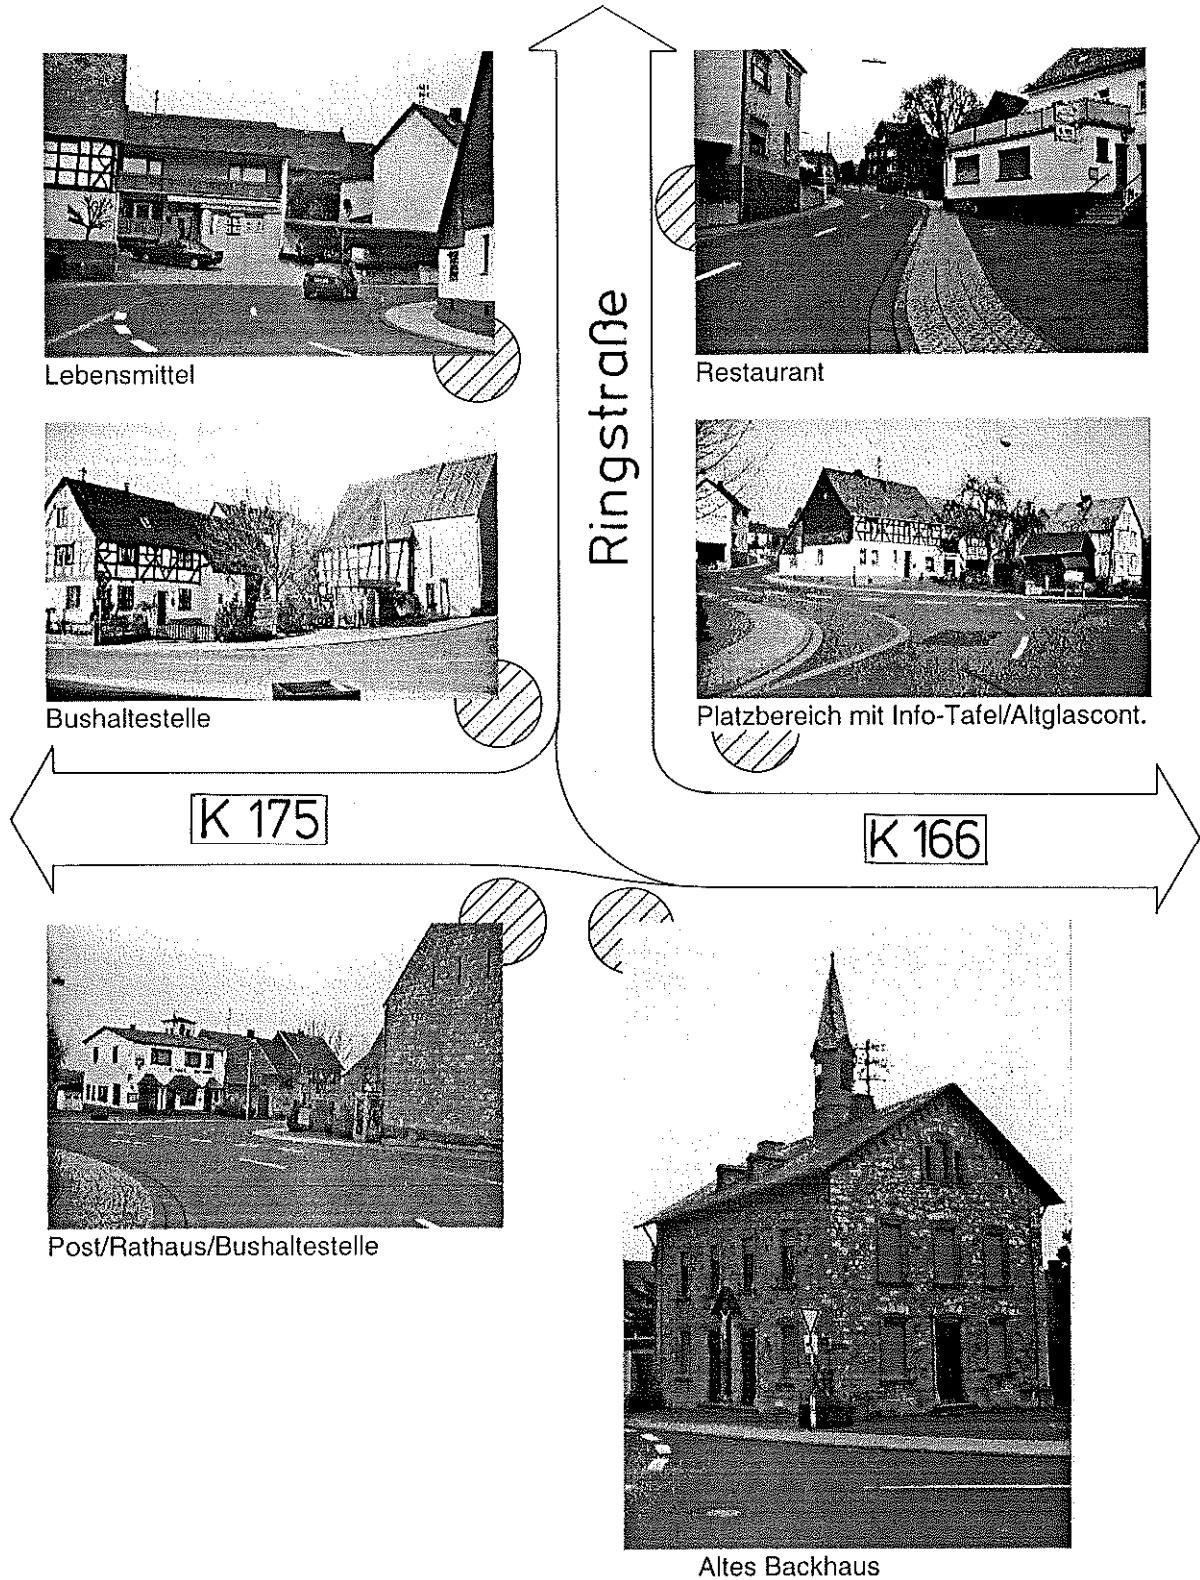 Lebensmittel
Restaurant
Ringstraße
Bushaltestelle
Platzbereich mit Info-Tafel/Altglascont.
K 175
K 166
Post/Rathaus/Bushaltestelle
Altes Backhaus